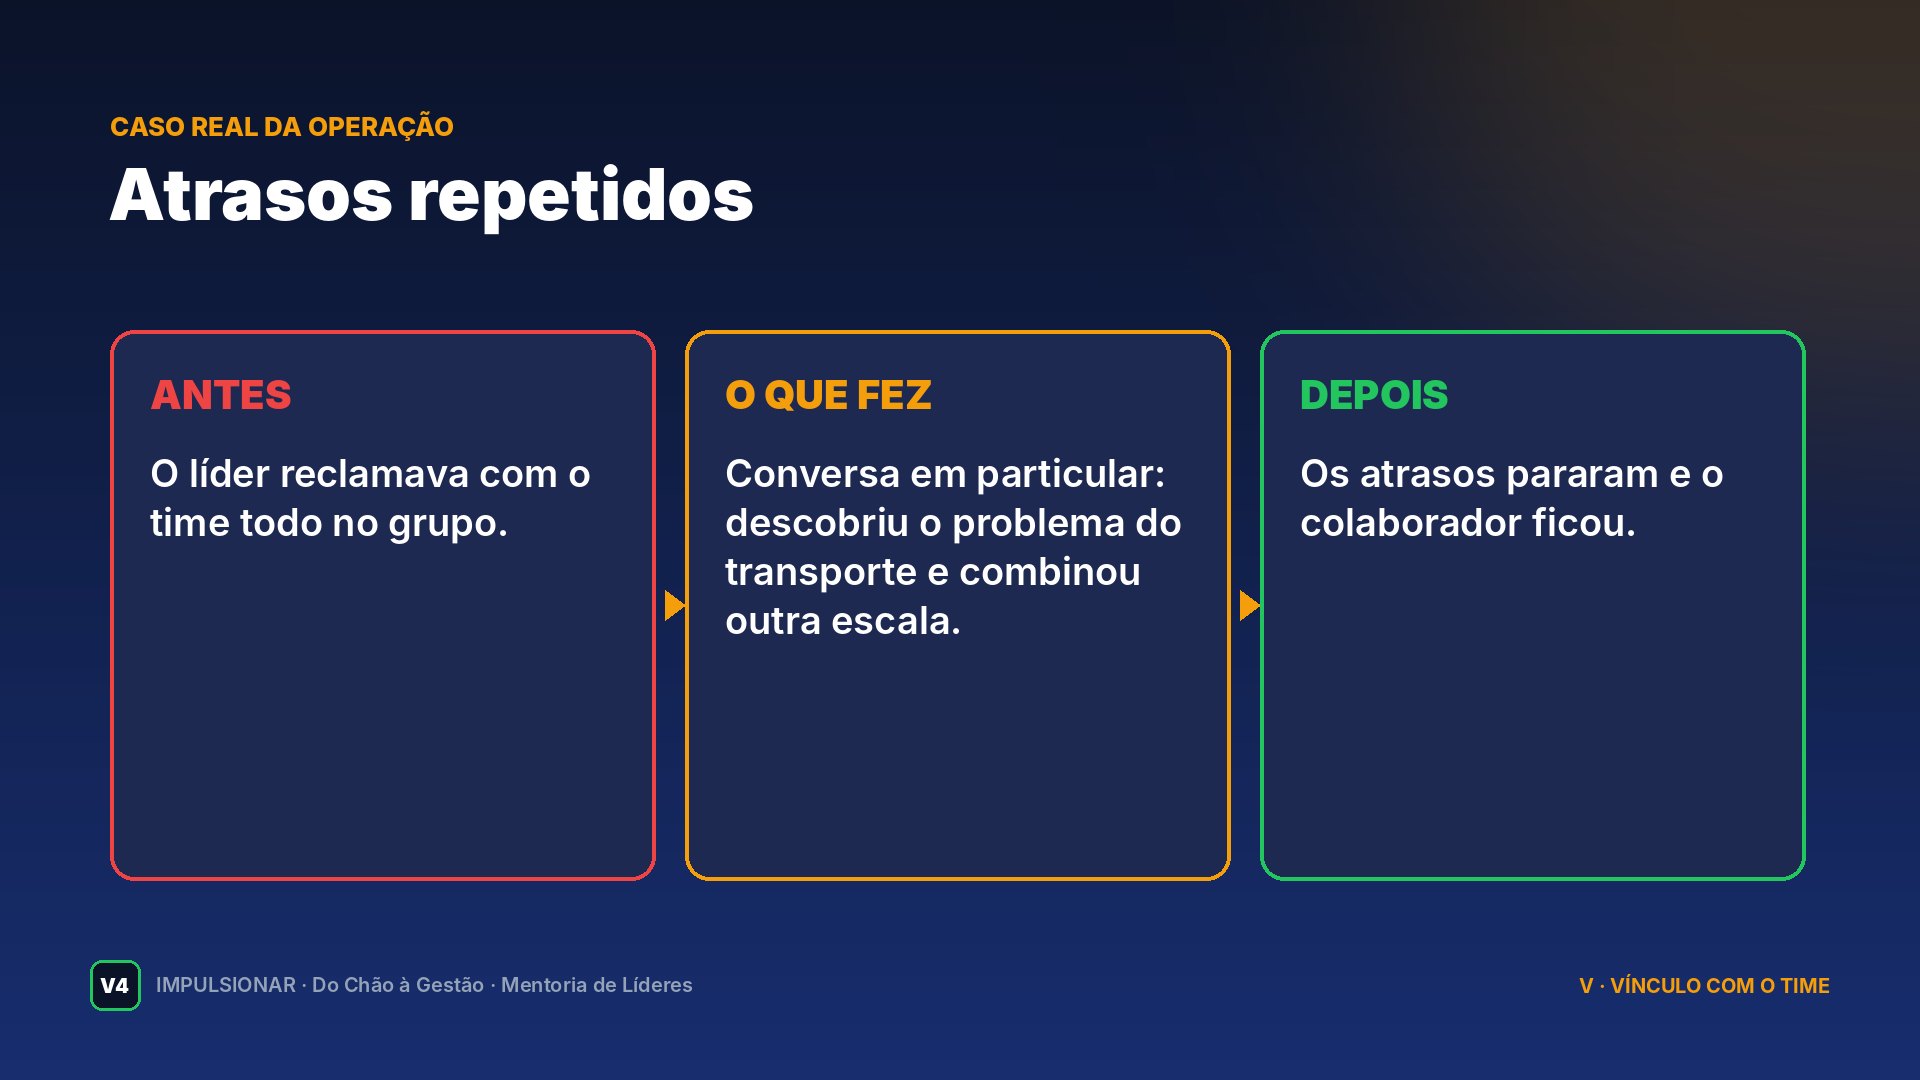 CASO REAL DA OPERAÇÃO
Atrasos repetidos
ANTES
O líder reclamava com o
time todo no grupo.
O QUE FEZ
Conversa em particular:
descobriu o problema do
transporte e combinou
outra escala.
DEPOIS
Os atrasos pararam e o
colaborador ficou.
V4
IMPULSIONAR · Do Chão à Gestão · Mentoria de Líderes
V · VÍNCULO COM O TIME